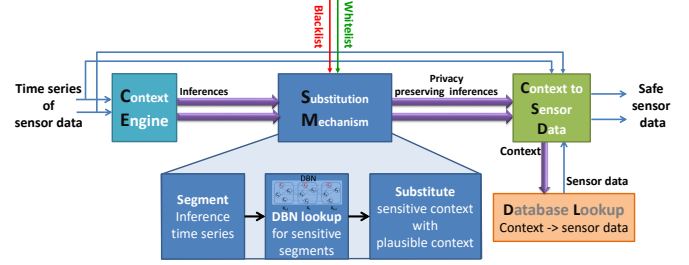 Blacklist
Whitelist
Time series
of
sensor data
Context
Engine
Inferences
Substitution
Mechanism
Privacy
preserving inferences
Context to
Sensor
Data
Safe
sensor
data
Context
Sensor data
Database Lookup
Context -> sensor data
Segment
Inference
time series
DBN
DBN lookup
for sensitive
segments
Substitute
sensitive context
with
plausible context